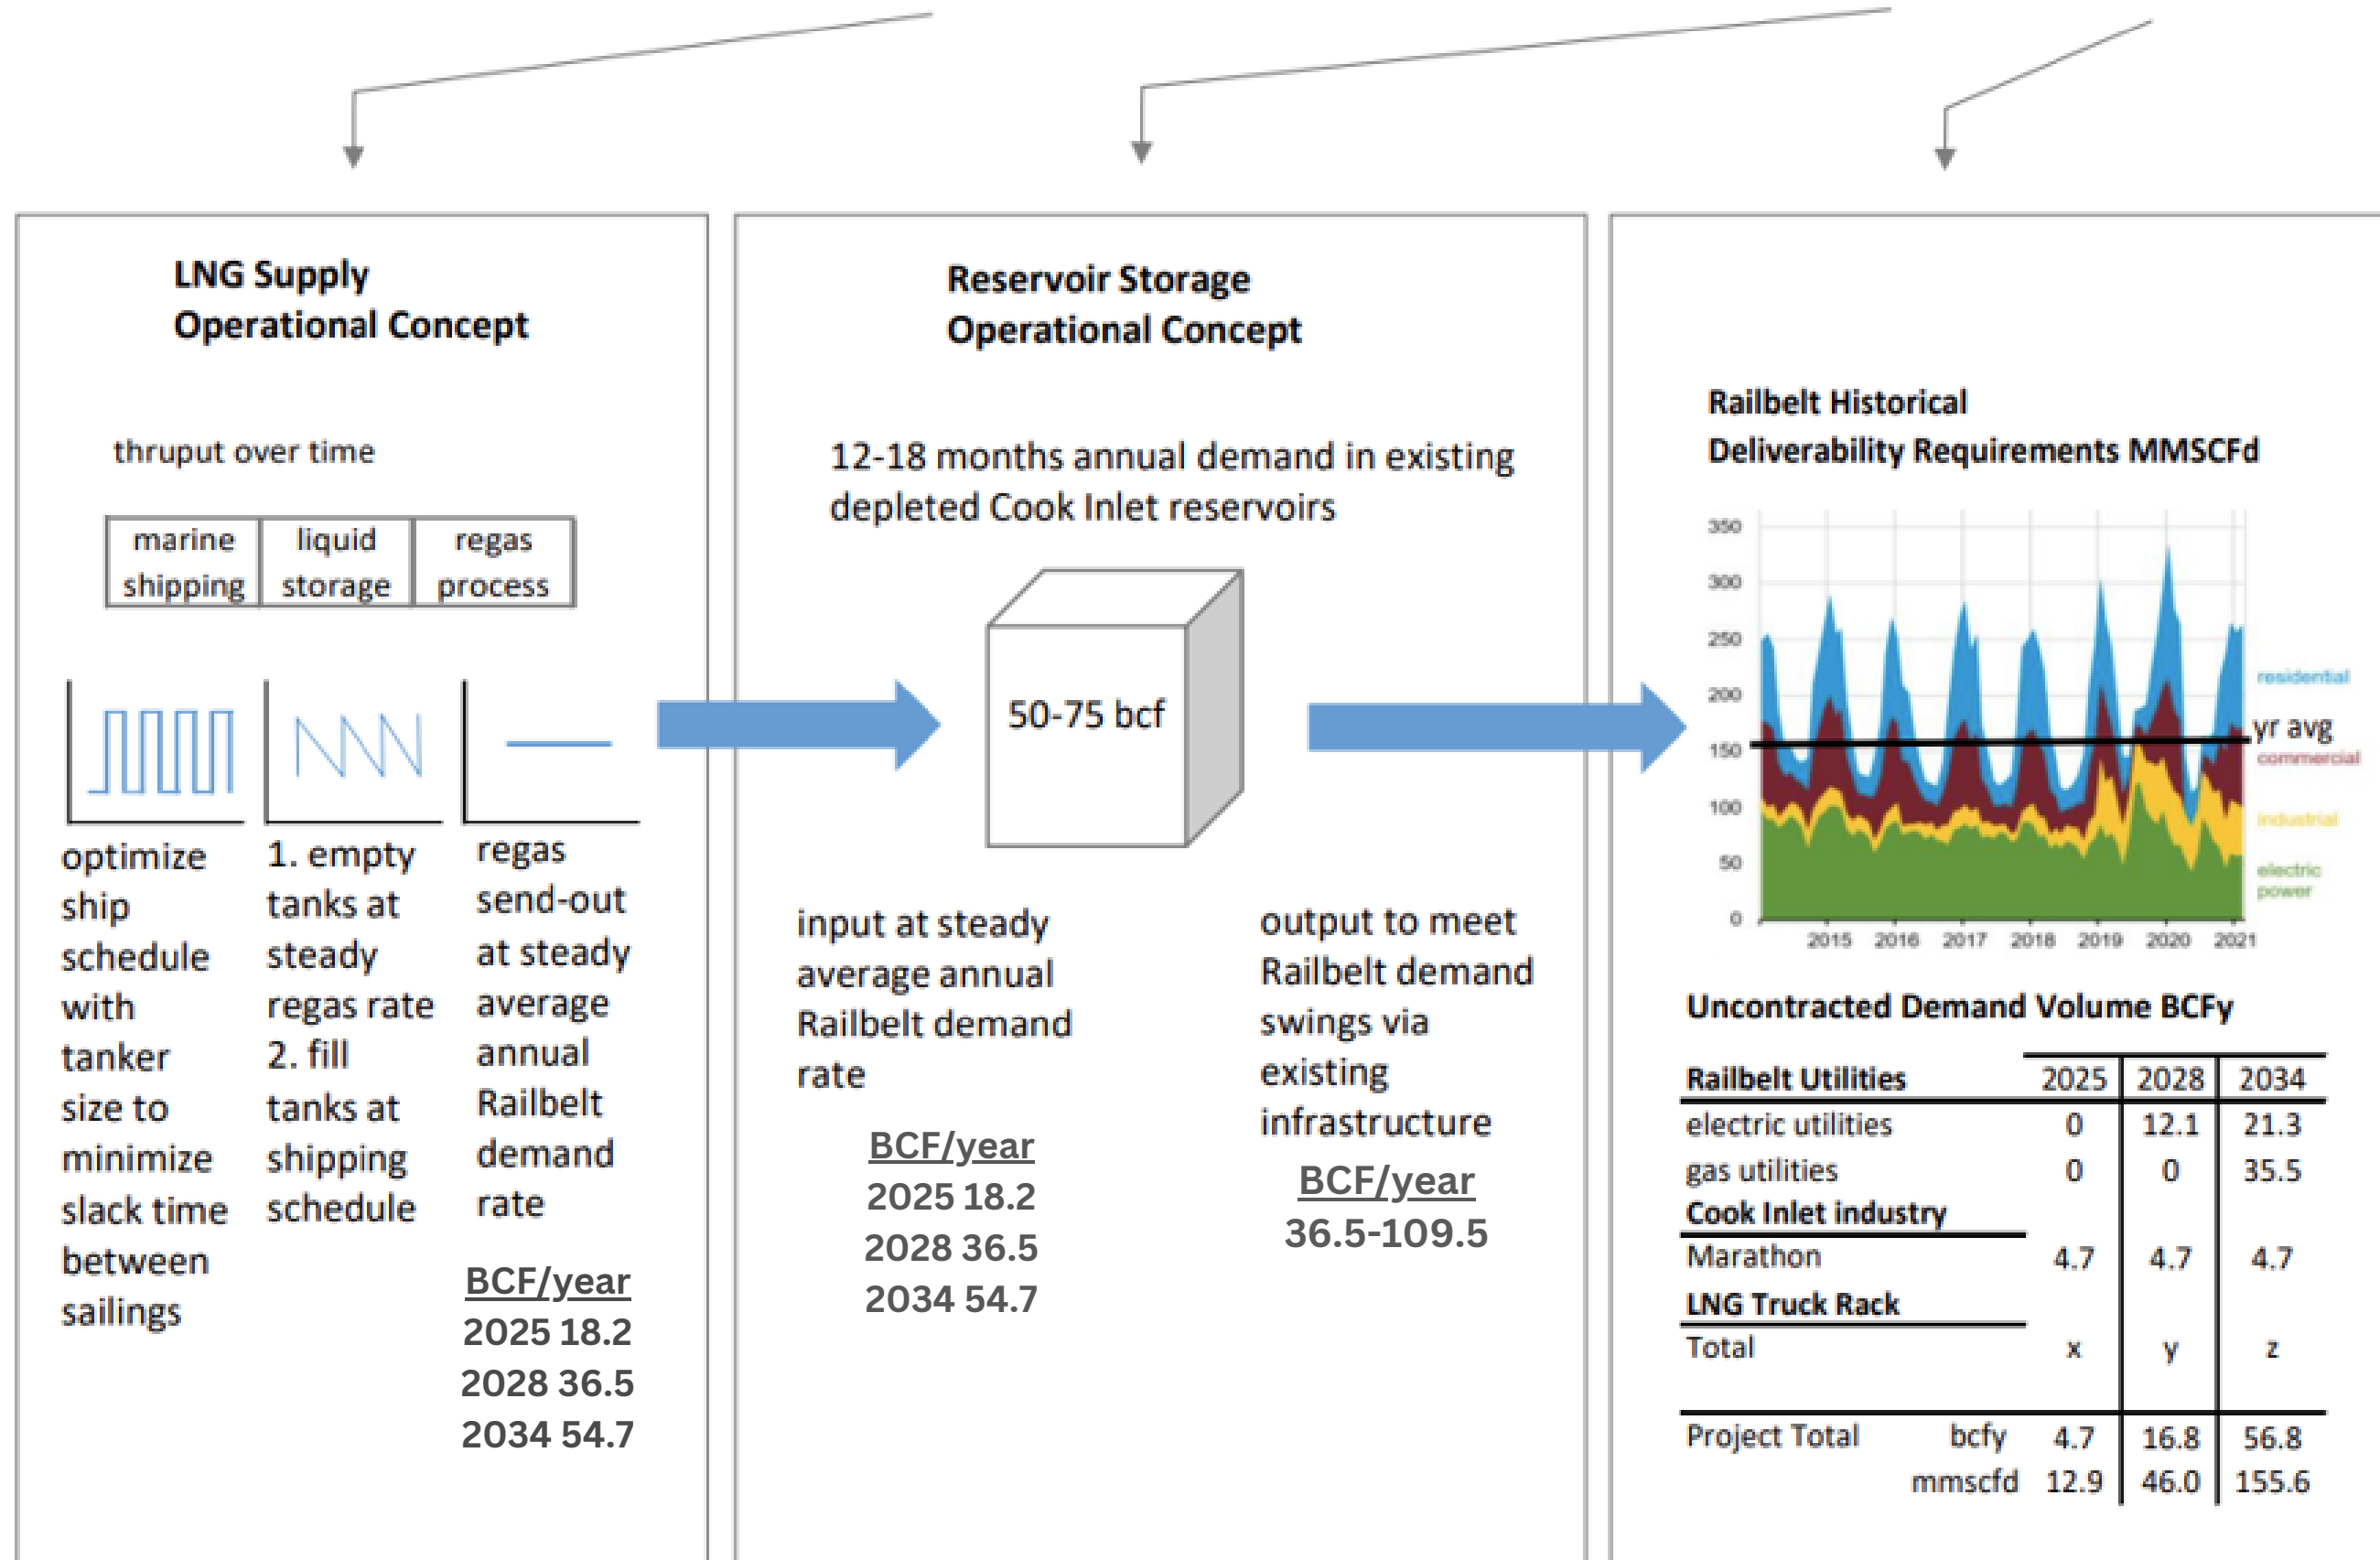 LNG Supply
Operational Concept
thruput over time
marine
shipping
liquid
storage
regas
process
optimize
ship
schedule
with
tanker
size to
minimize
slack time
between
sailings
1. empty
tanks at
steady
regas rate
2. fill
tanks at
shipping
schedule
regas
send-out
at steady
average
annual
Railbelt
demand
rate
BCF/year
2025 18.2
2028 36.5
2034 54.7
Reservoir Storage
Operational Concept
12-18 months annual demand in existing
depleted Cook Inlet reservoirs
50-75 bcf
input at steady
average annual
Railbelt demand
rate
BCF/year
2025 18.2
2028 36.5
2034 54.7
output to meet
Railbelt demand
swings via
existing
infrastructure
BCF/year
36.5-109.5
Railbelt Historical
Deliverability Requirements MMSCFd
350
300
250
200
150
100
50
0
2015 2016 2017 2018 2019 2020 2021
residential
yr avg
commercial
industrial
electric
power
Uncontracted Demand Volume BCFy
Railbelt Utilities 2025 2028 2034
electric utilities 0 12.1 21.3
gas utilities 0 0 35.5
Cook Inlet industry
Marathon 4.7 4.7 4.7
LNG Truck Rack
Total x y z
Project Total bcfy 4.7 16.8 56.8
mmscfd 12.9 46.0 155.6